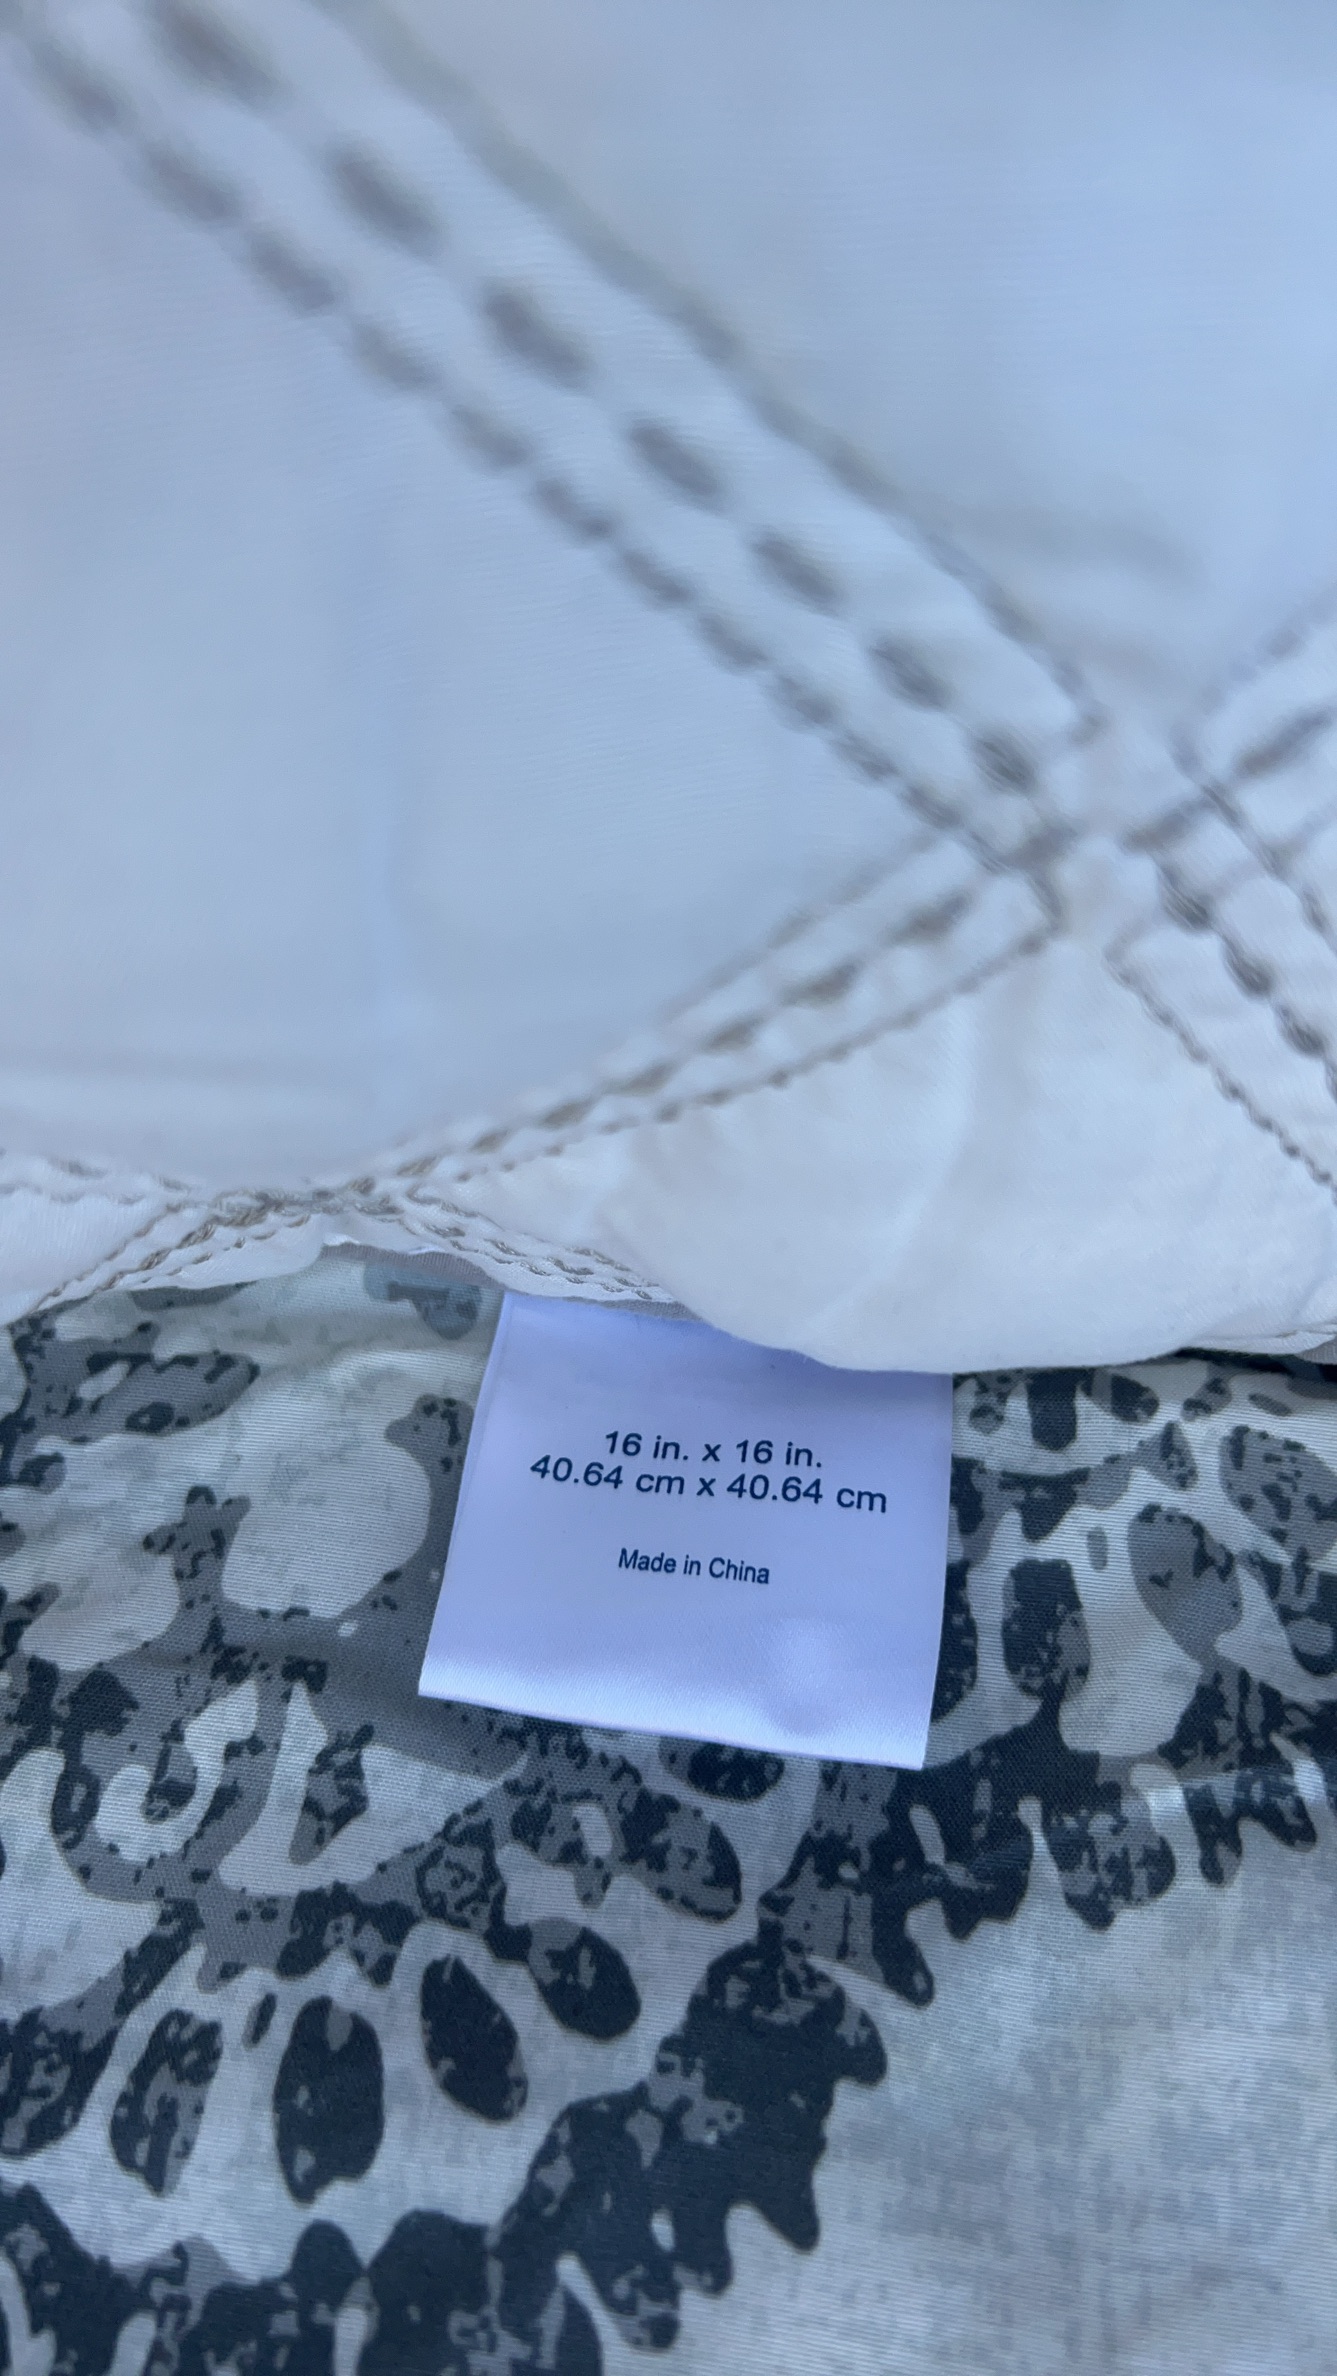 16 in. x 16 in.
40.64 cm x 40.64 cm
Made in China